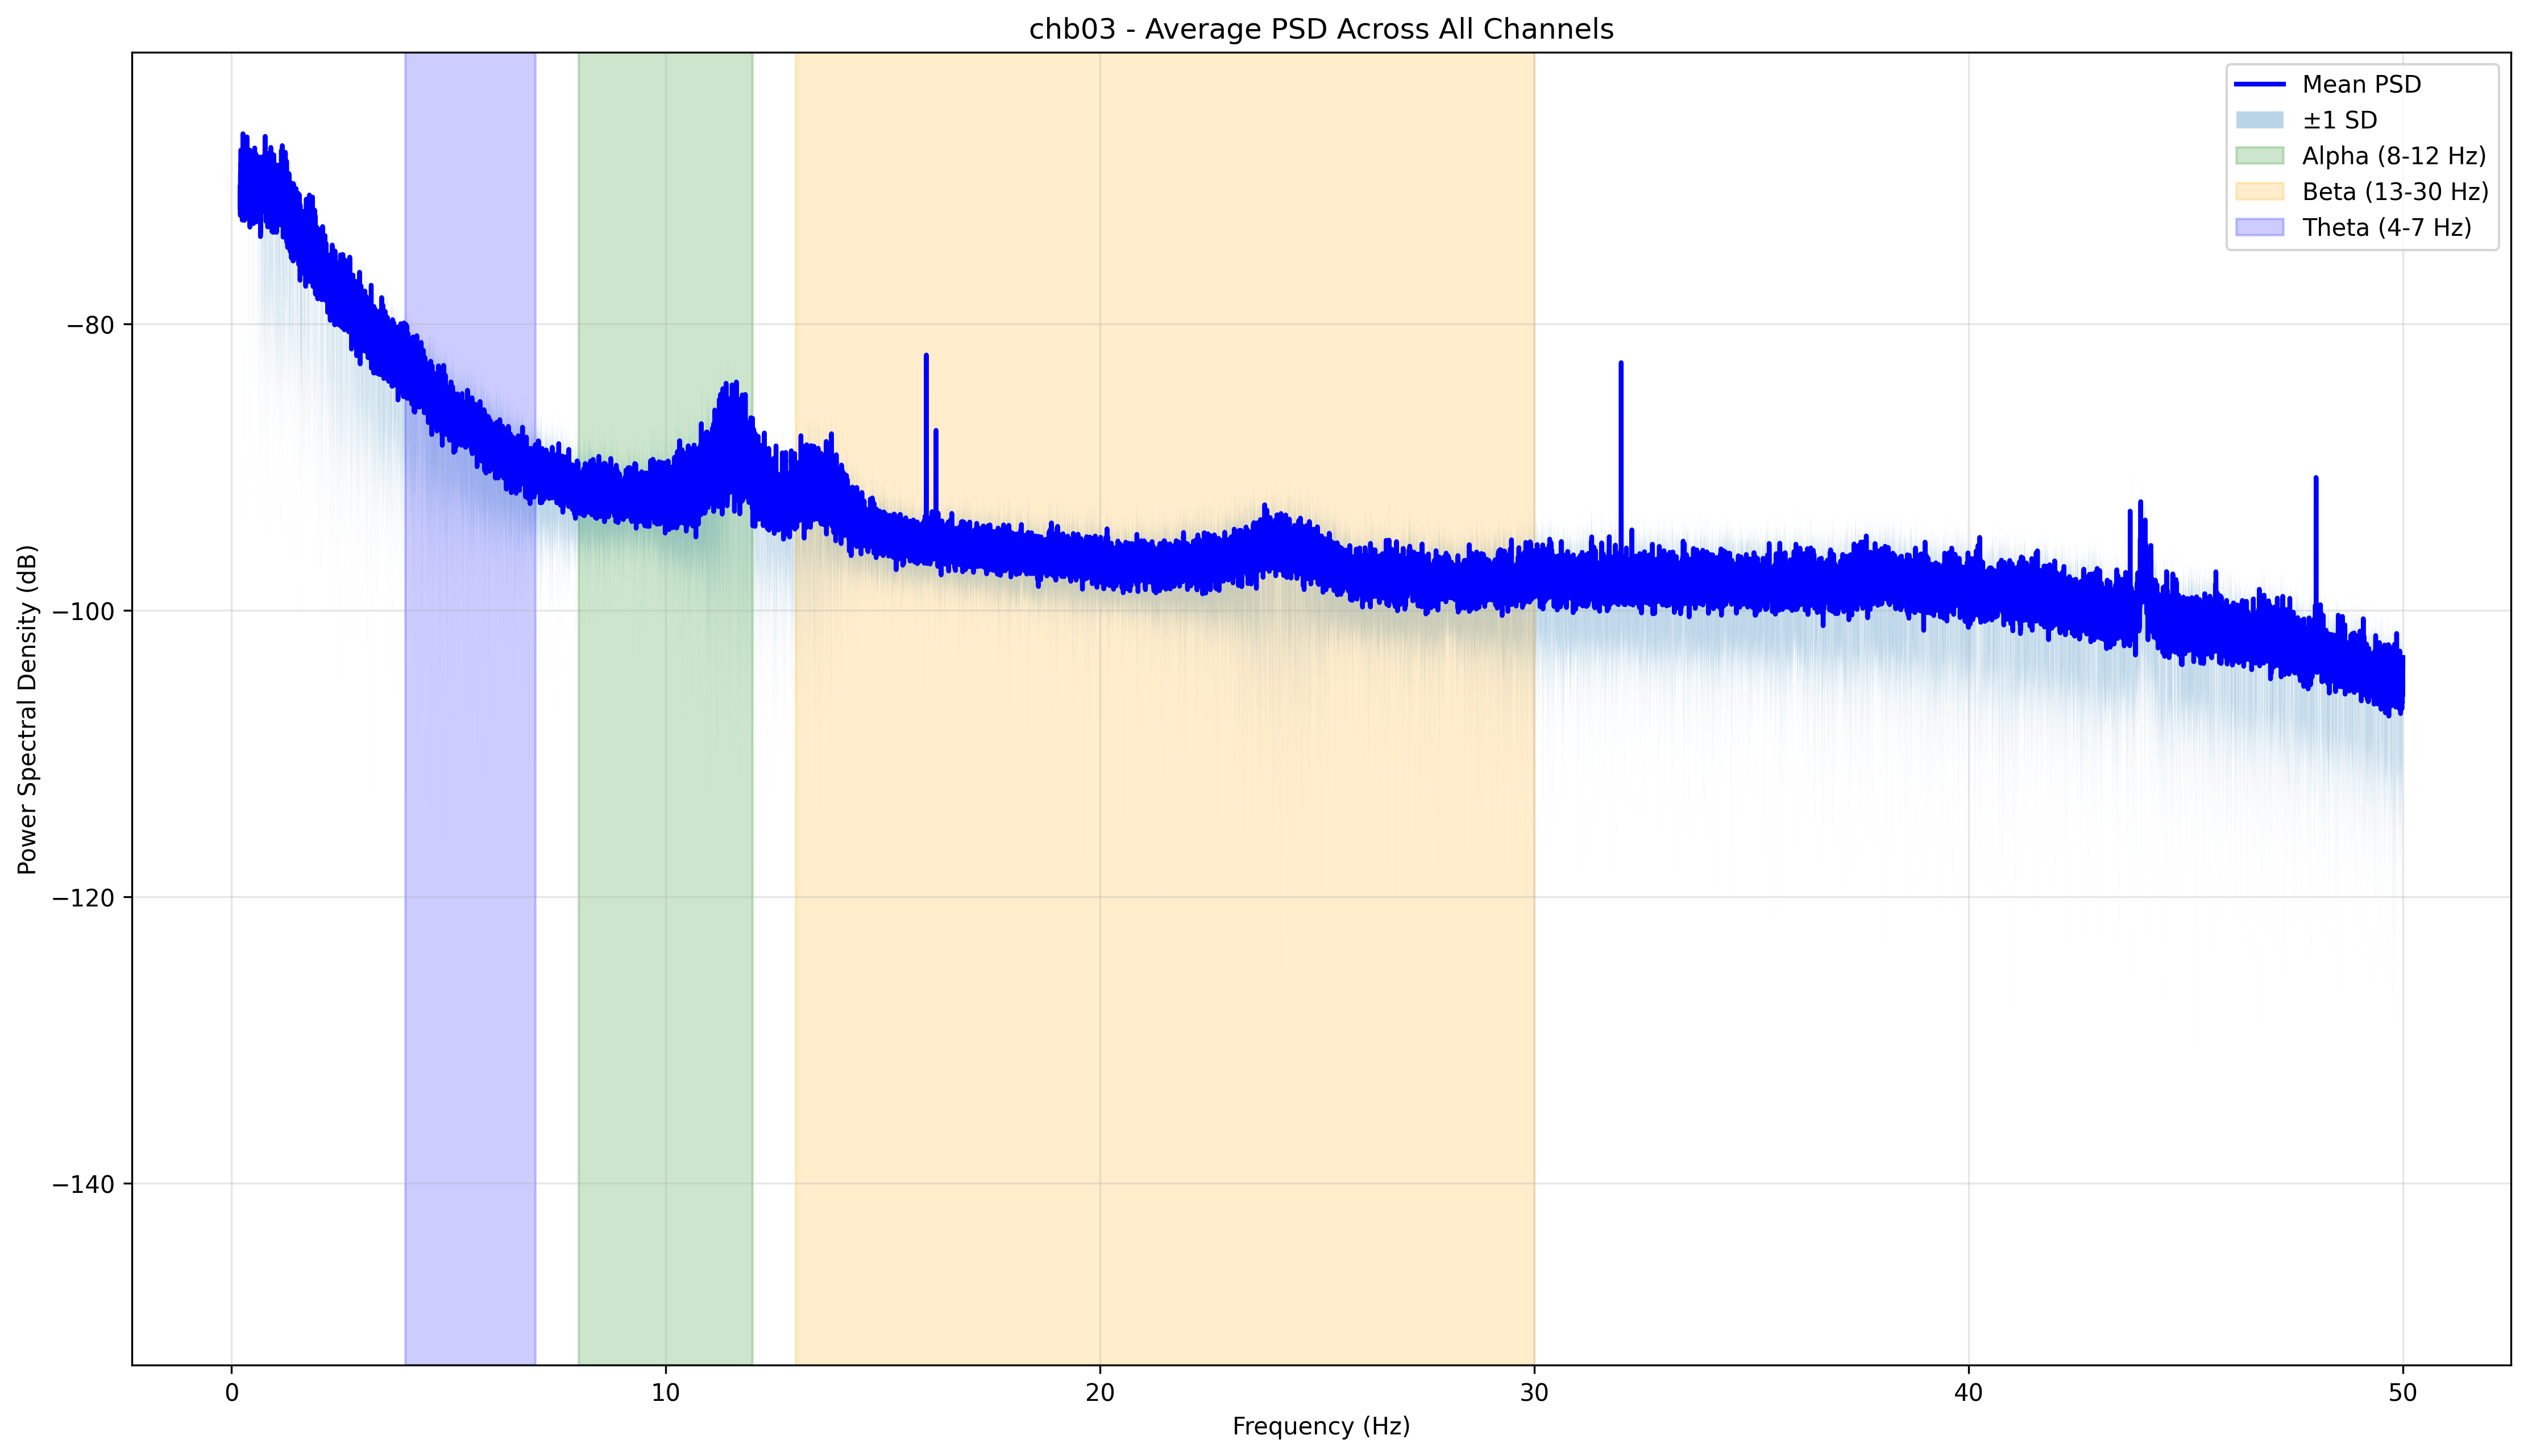 chb03 - Average PSD Across All Channels
Mean PSD
±1 SD
Alpha (8-12 Hz)
Beta (13-30 Hz)
Theta (4-7 Hz)
Power Spectral Density (dB)
−80
−100
−120
−140
0 10 20 30 40 50
Frequency (Hz)